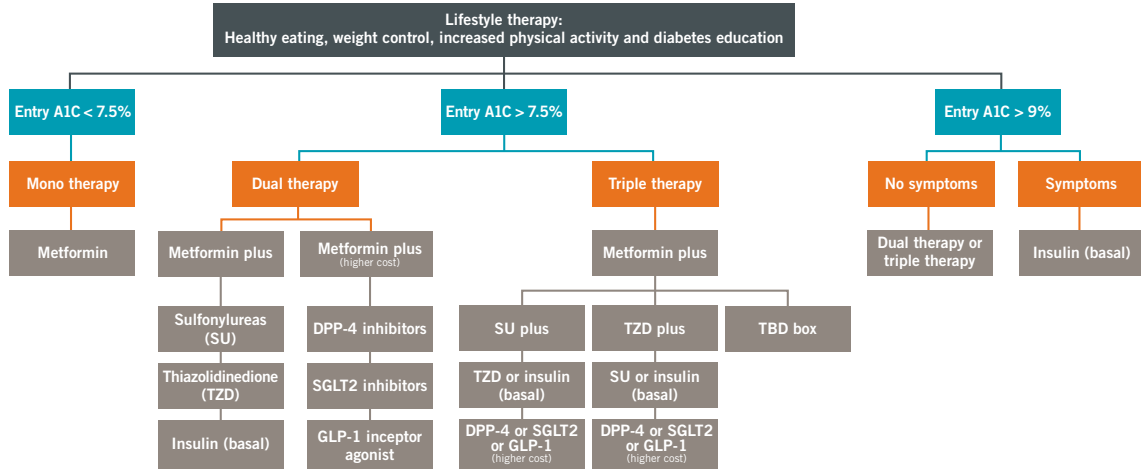 Lifestyle therapy:
Healthy eating, weight control, increased physical activity and diabetes education
Entry A1C < 7.5%
Entry A1C > 7.5%
Entry A1C > 9%
Mono therapy
Dual therapy
Triple therapy
No symptoms
Symptoms
Metformin
Metformin plus
Metformin plus
(higher cost)
Metformin plus
Dual therapy or
triple therapy
Insulin (basal)
Sulfonylureas
(SU)
DPP-4 inhibitors
SU plus
TZD plus
TBD box
Thiazolidinedione
(TZD)
SGLT2 inhibitors
TZD or insulin
(basal)
SU or insulin
(basal)
Insulin (basal)
GLP-1 inceptor
agonist
DPP-4 or SGLT2
or GLP-1
(higher cost)
DPP-4 or SGLT2
or GLP-1
(higher cost)